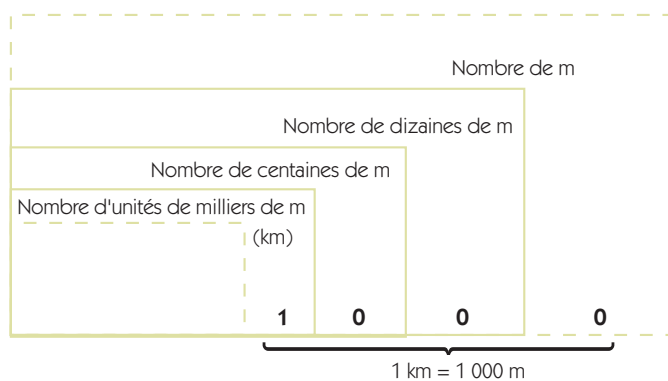 Nombre de m
Nombre de dizaines de m
Nombre de centaines de m
Nombre d'unités de milliers de m
(km)
1 0 0 0
1 km = 1 000 m